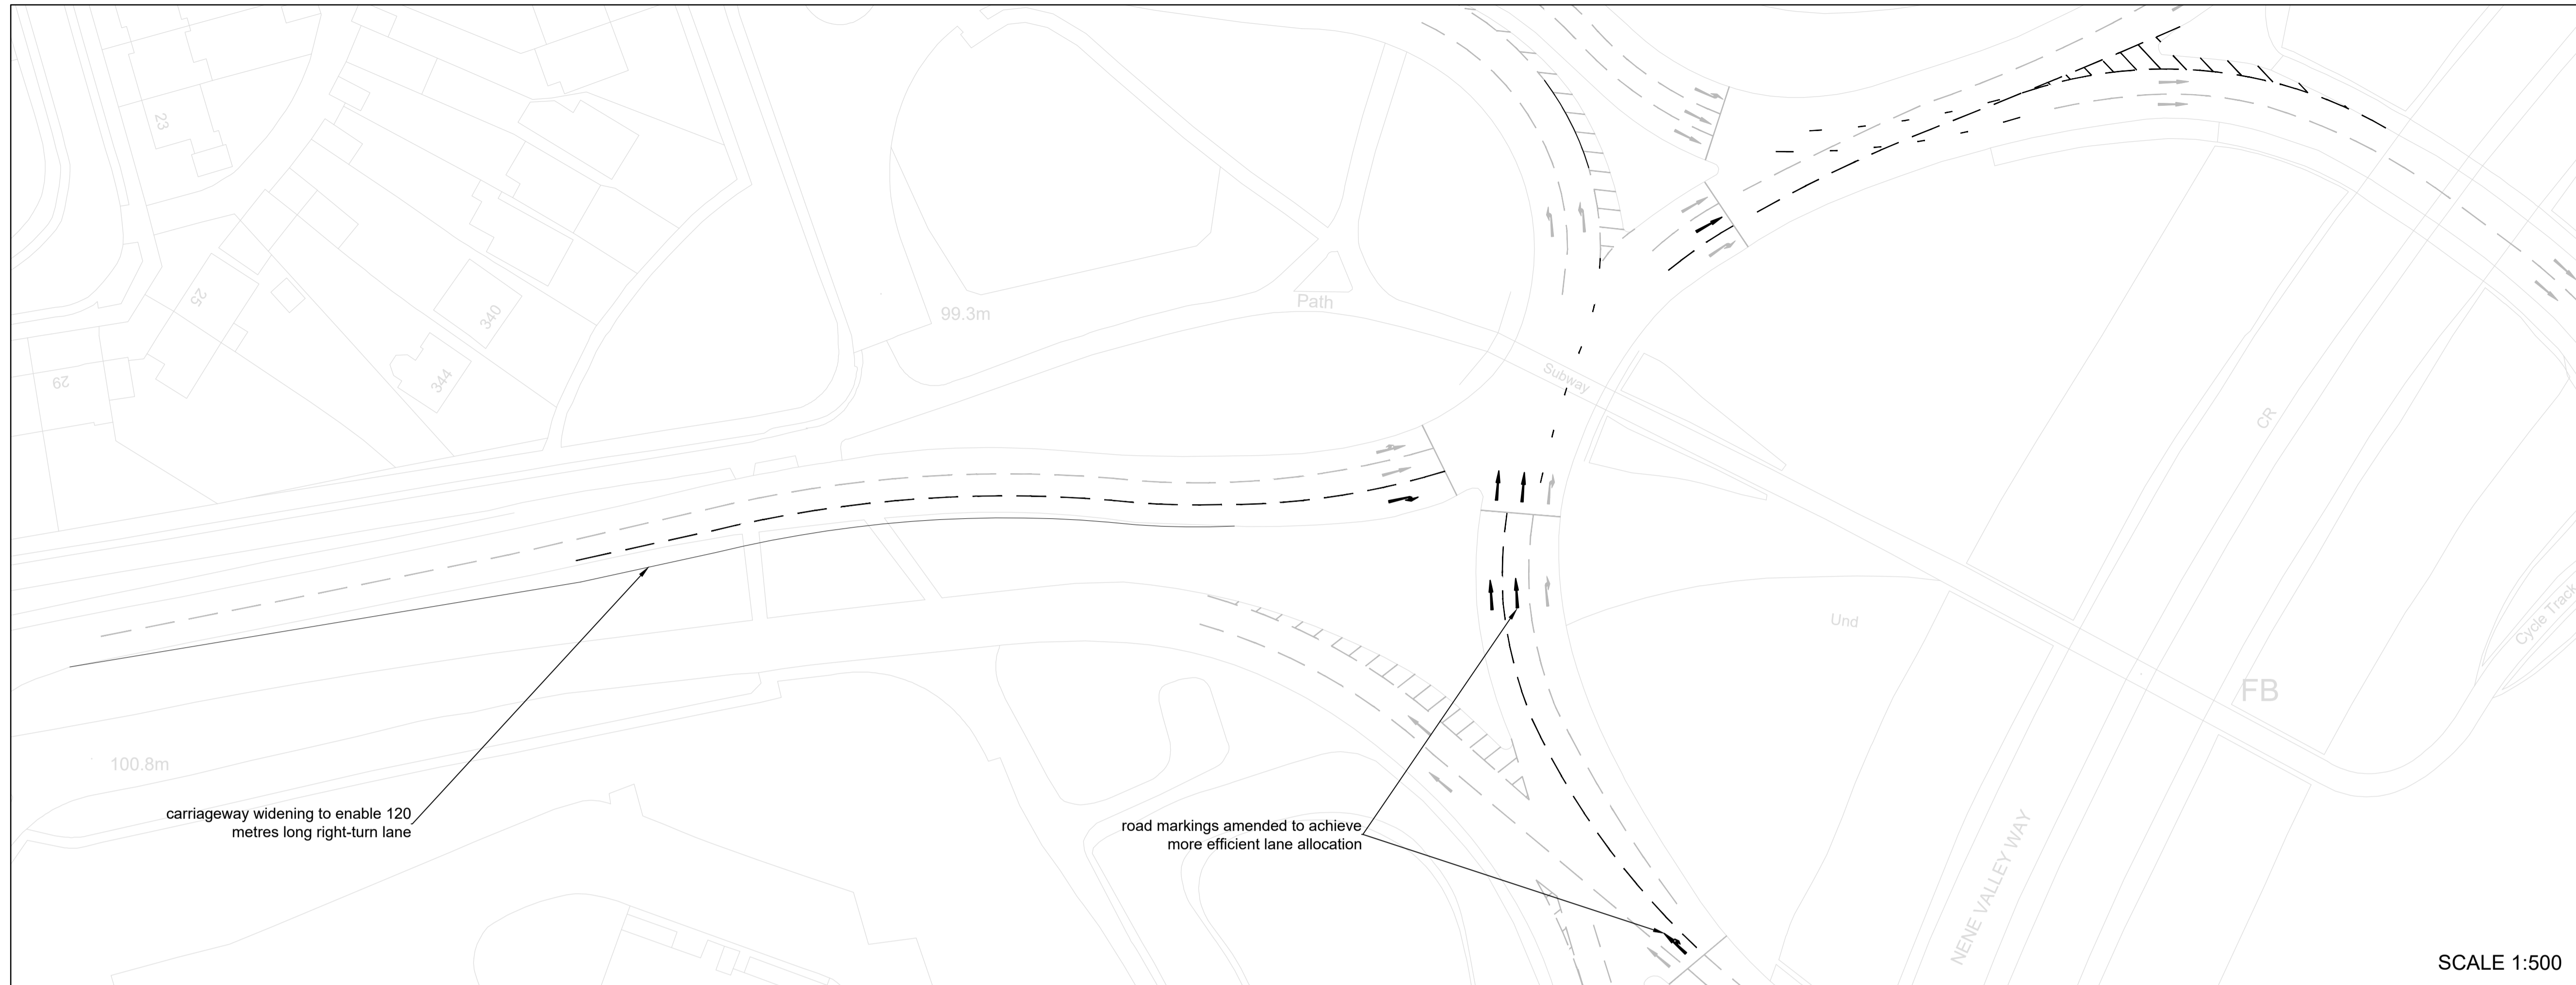 23
25
340
29
344
99.3m
Path
Subway
CR
Und
Cycle Track
FB
100.8m
carriageway widening to enable 120
metres long right-turn lane
road markings amended to achieve
more efficient lane allocation
NENE VALLEY WAY
SCALE 1:500